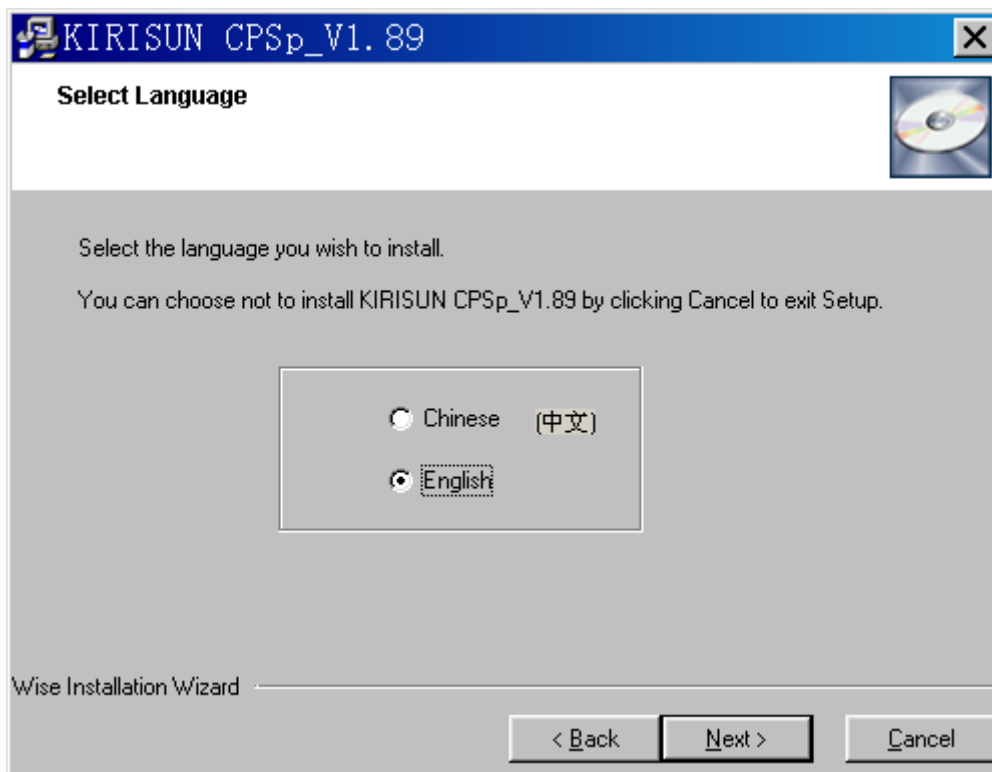 KIRISUN CPSp_V1.89
Select Language
Select the language you wish to install.
You can choose not to install KIRISUN CPSp_V1.89 by clicking Cancel to exit Setup.
Chinese (中文)
English
Wise Installation Wizard
< Back Next > Cancel